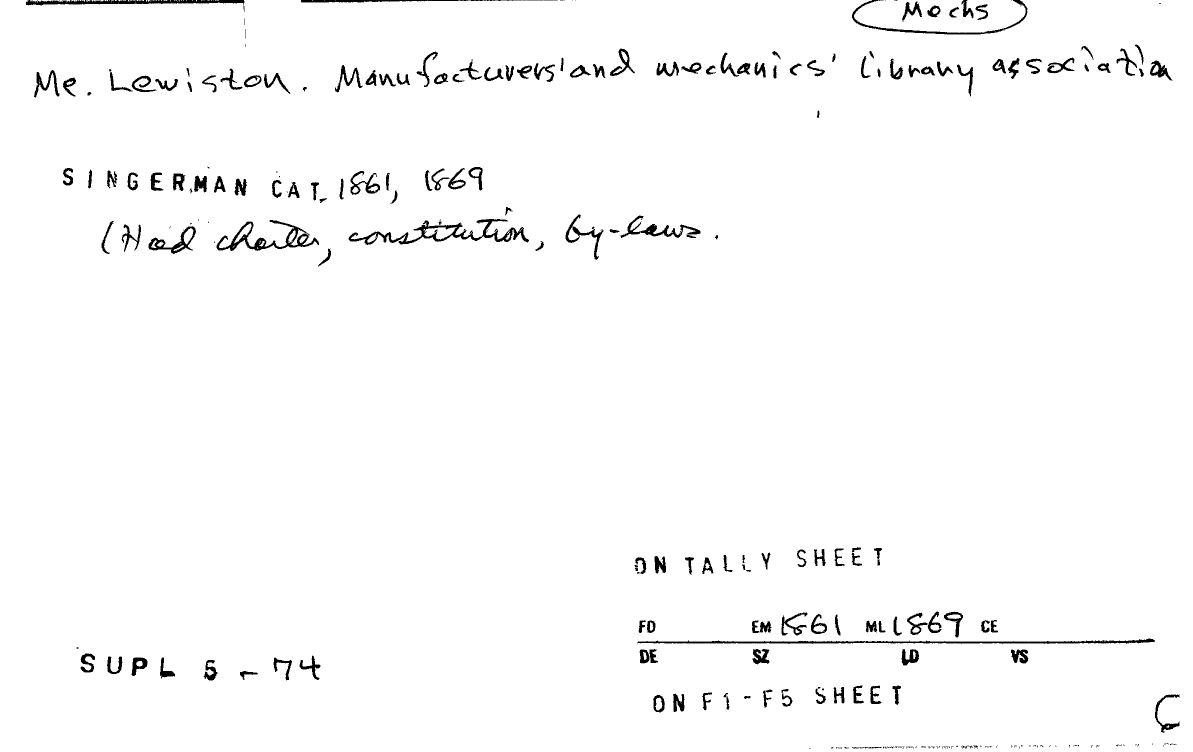 Mechs
Me. Lewiston. Manufacturers' and mechanics' library association
SINGERMAN CAT. 1861, 1869
(Had charter, constitution, by-laws.
ON TALLY SHEET
FD EM 1861 ML 1869 CE
DE SZ LD VS
SUPL 5-74
ON F1-F5 SHEET
C